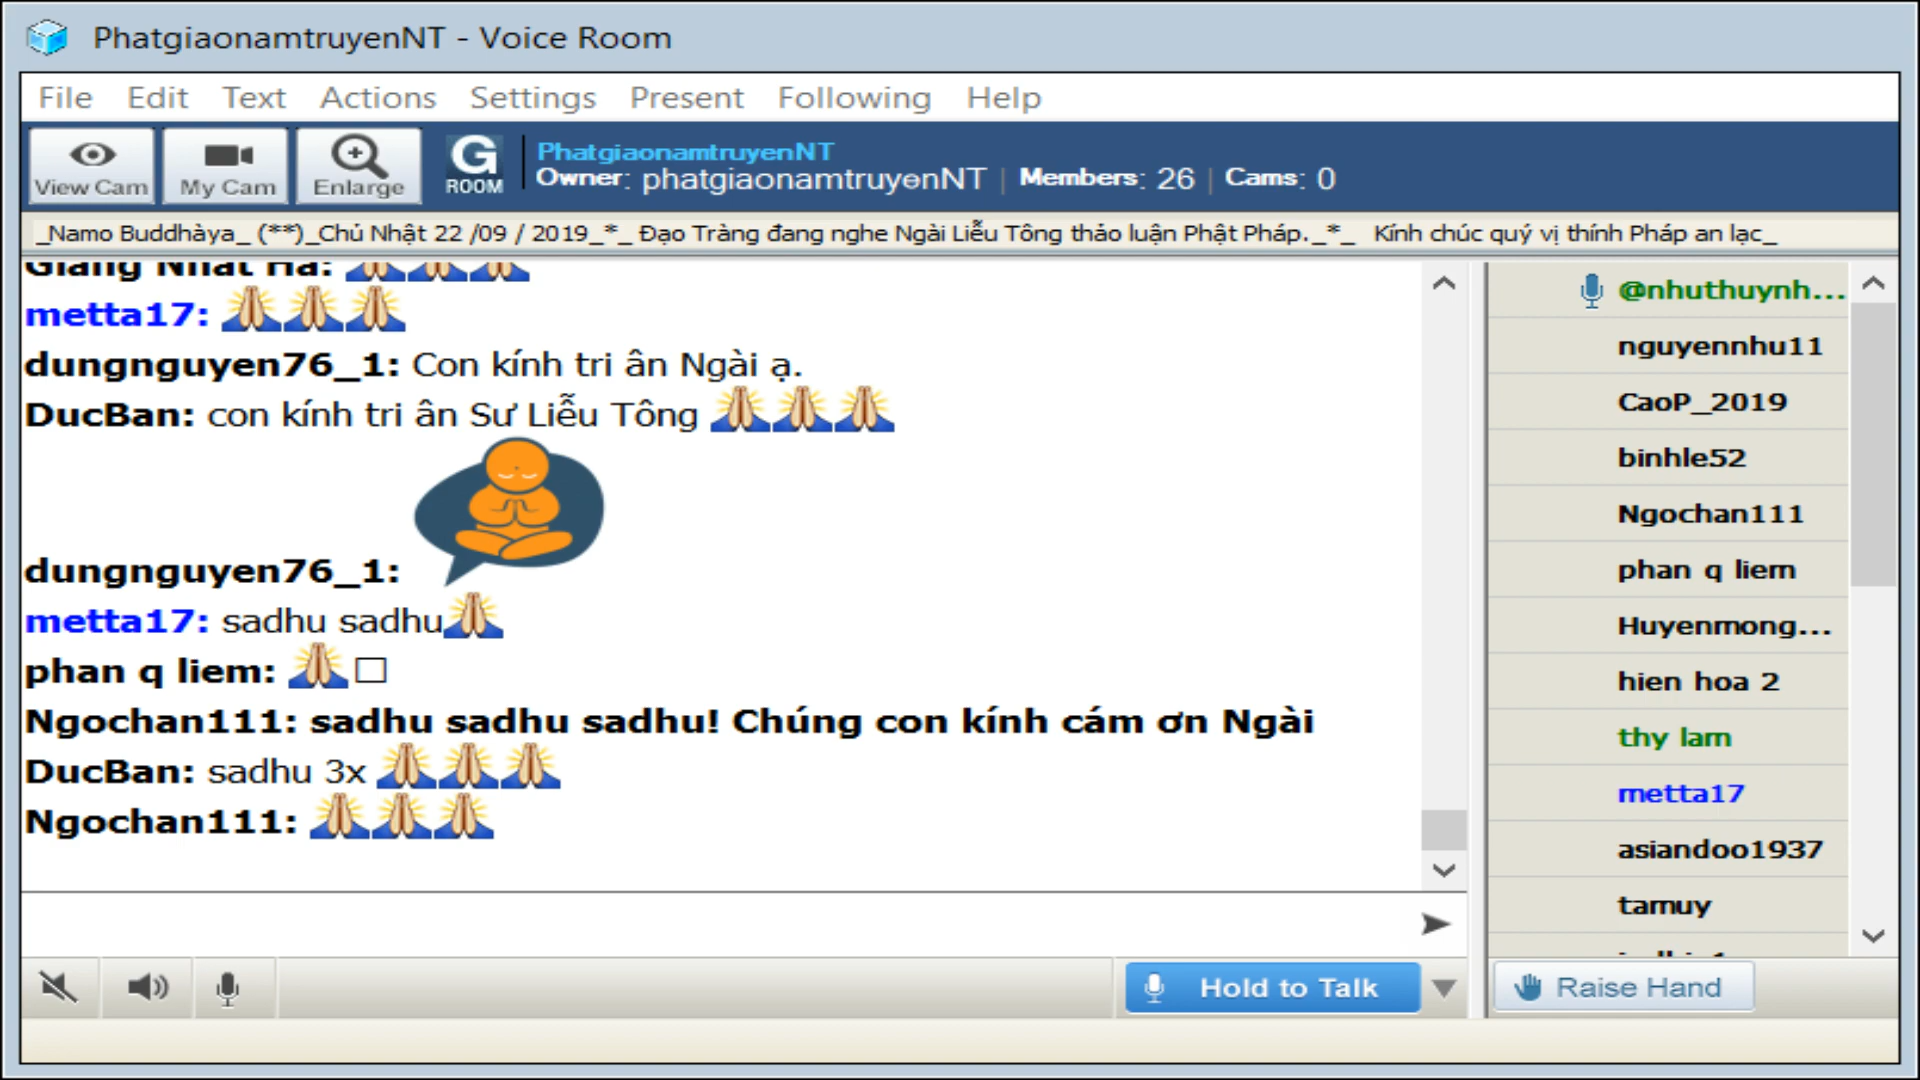 PhatgiaonamtruyenNT - Voice Room
File Edit Text Actions Settings Present Following Help
View Cam My Cam Enlarge G ROOM
PhatgiaonamtruyenNT
Owner: phatgiaonamtruyenNT | Members: 26 | Cams: 0
_Namo Buddhàya_ (**)_Chủ Nhật 22 /09 / 2019_*_ Đạo Tràng đang nghe Ngài Liễu Tông thảo luận Phật Pháp._*_ Kính chúc quý vị thính Pháp an lạc_
Giang Nhat Ha:
metta17:
dungnguyen76_1: Con kính tri ân Ngài ạ.
DucBan: con kính tri ân Sư Liễu Tông
dungnguyen76_1:
metta17: sadhu sadhu
phan q liem:
Ngochan111: sadhu sadhu sadhu! Chúng con kính cám ơn Ngài
DucBan: sadhu 3x
Ngochan111:
@nhuthuynh...
nguyennhu11
CaoP_2019
binhle52
Ngochan111
phan q liem
Huyenmong...
hien hoa 2
thy lam
metta17
asiandoo1937
tamuy
Hold to Talk
Raise Hand